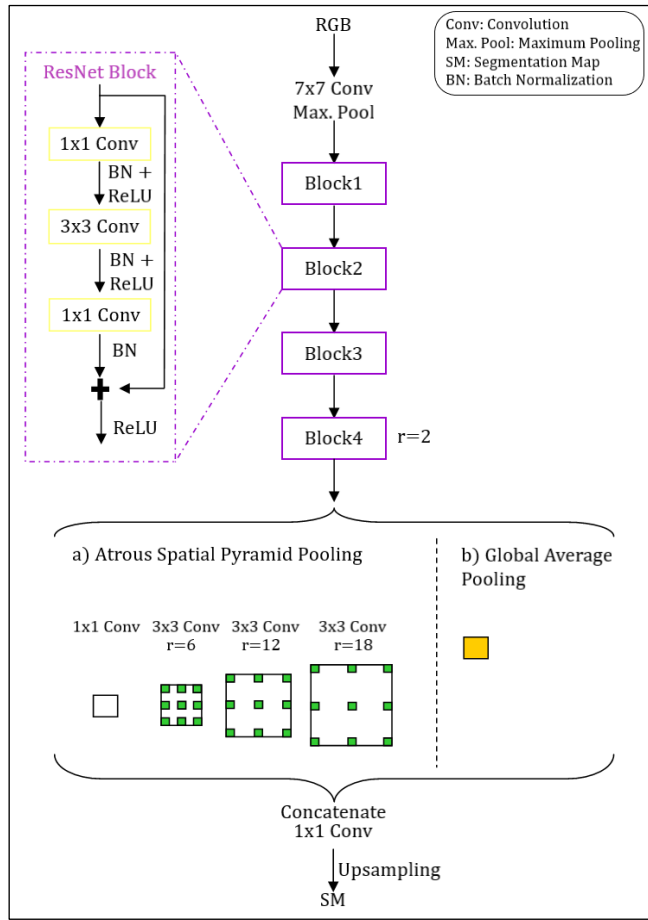 RGB
Conv: Convolution
Max. Pool: Maximum Pooling
SM: Segmentation Map
BN: Batch Normalization
7x7 Conv
Max. Pool
ResNet Block
1x1 Conv
BN +
ReLU
3x3 Conv
BN +
ReLU
1x1 Conv
BN
ReLU
Block1
Block2
Block3
Block4
r=2
a) Atrous Spatial Pyramid Pooling
1x1 Conv
3x3 Conv
r=6
3x3 Conv
r=12
3x3 Conv
r=18
b) Global Average
Pooling
Concatenate
1x1 Conv
Upsampling
SM